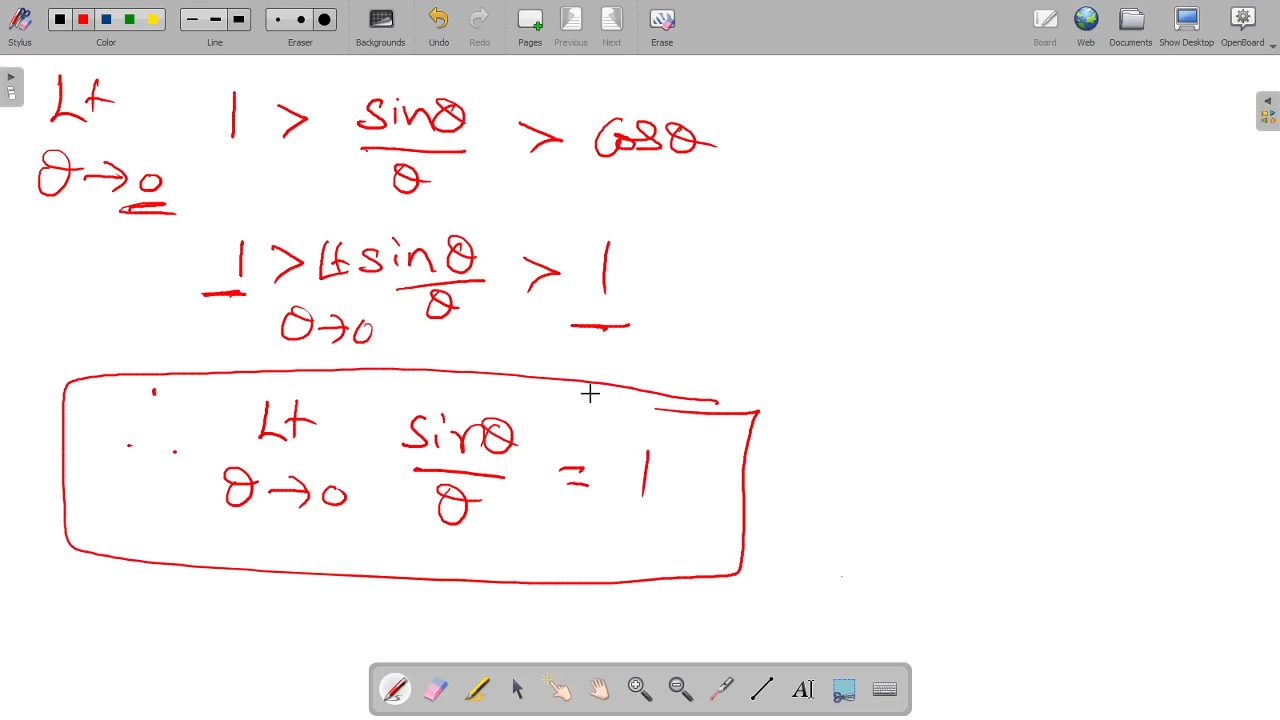 Stylus Color Line Eraser Backgrounds Undo Redo Pages Previous Next Erase Board Web Documents Show Desktop OpenBoard
Lt 1 > sinθ/θ > cosθ
θ→0
1 > Lt sinθ/θ > 1
θ→0
∴ Lt sinθ/θ = 1
θ→0